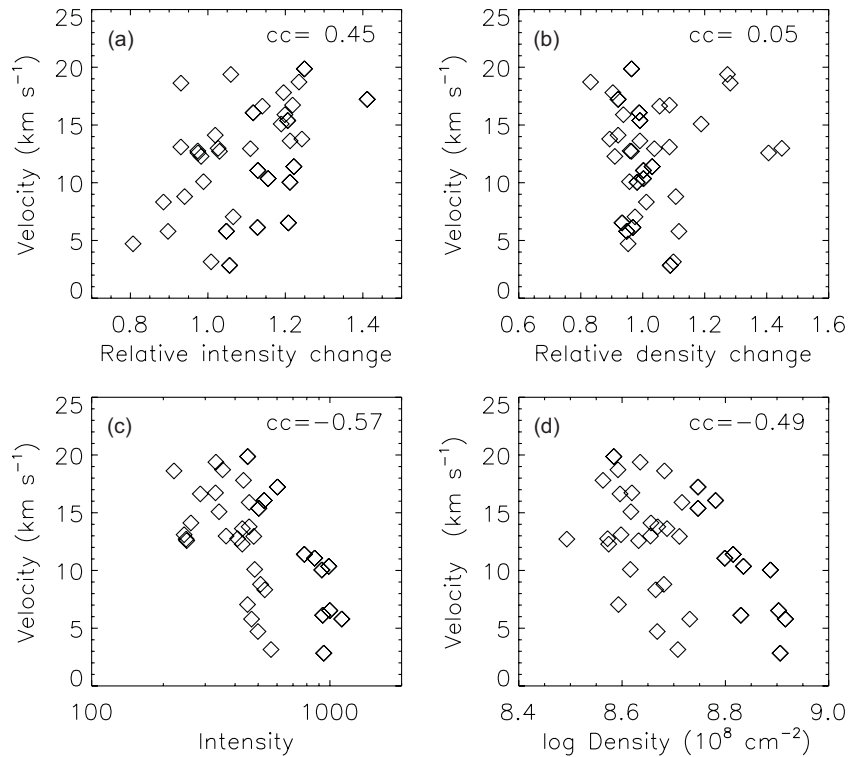 (a) cc= 0.45
25
20
15
10
5
0
Velocity (km s⁻¹)
0.8 1.0 1.2 1.4
Relative intensity change
(b) cc= 0.05
25
20
15
10
5
0
Velocity (km s⁻¹)
0.6 0.8 1.0 1.2 1.4 1.6
Relative density change
(c) cc=−0.57
25
20
15
10
5
0
Velocity (km s⁻¹)
100 1000
Intensity
(d) cc=−0.49
25
20
15
10
5
0
Velocity (km s⁻¹)
8.4 8.6 8.8 9.0
log Density (10⁸ cm⁻²)